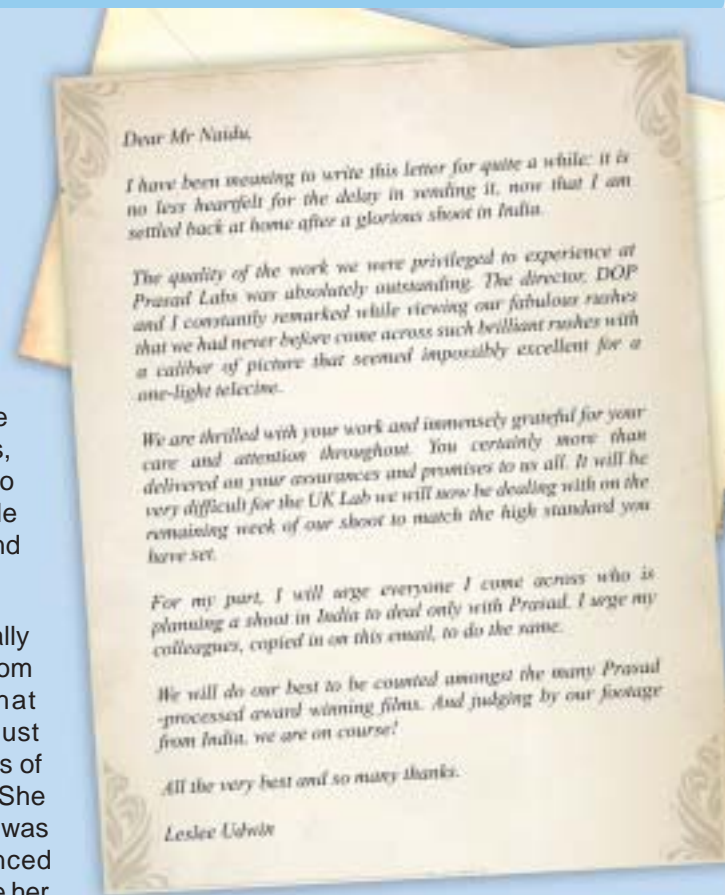 Dear Mr Naidu,
I have been meaning to write this letter for quite a while: it is
no less heartfelt for the delay in sending it, now that I am
settled back at home after a glorious shoot in India.
The quality of the work we were privileged to experience at
Prasad Labs was absolutely outstanding. The director, DOP
and I constantly remarked while viewing our fabulous rushes
that we had never before come across such brilliant rushes with
a caliber of picture that seemed impossibly excellent for a
one-light telecine.
We are thrilled with your work and immensely grateful for your
care and attention throughout. You certainly more than
delivered on your assurances and promises to us all. It will be
very difficult for the UK Lab we will now be dealing with on the
remaining week of our shoot to match the high standard you
have set.
For my part, I will urge everyone I come across who is
planning a shoot in India to deal only with Prasad. I urge my
colleagues, copied in on this email, to do the same.
We will do our best to be counted amongst the many Prasad
-processed award winning films. And judging by our footage
from India, we are on course!
All the very best and so many thanks.
Leslee Udwin
e
s,
o
le
nd
ally
om
hat
ust
s of
She
was
nced
e her